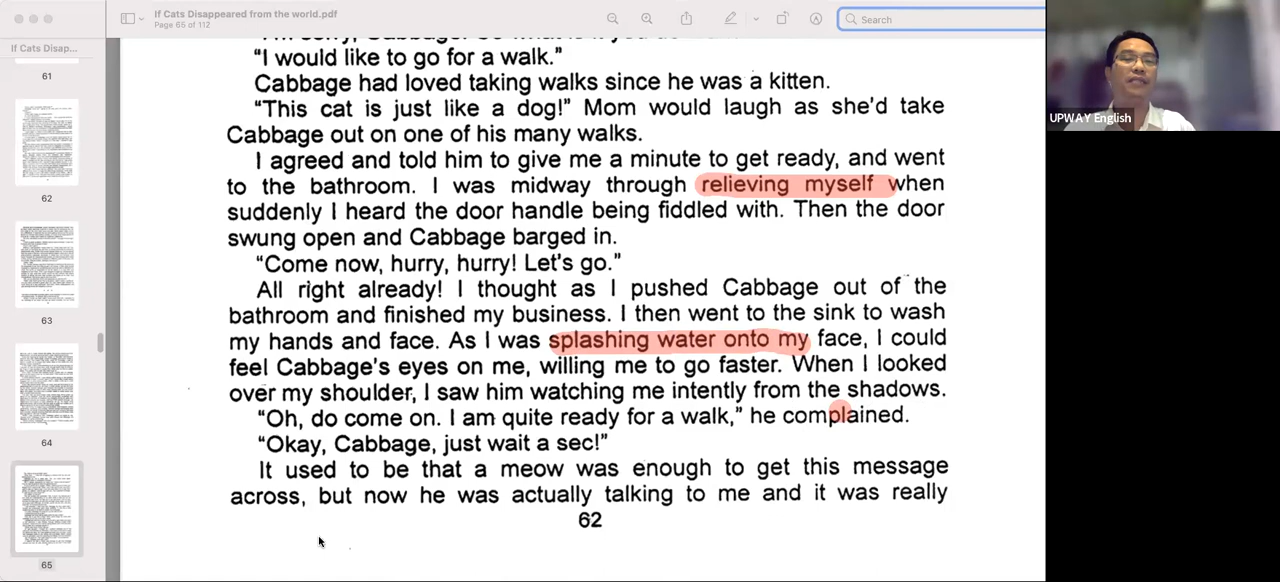 If Cats Disappeared from the world.pdf
Page 65 of 112
Search
If Cats Disap...
61
62
63
64
65
“I would like to go for a walk.”
Cabbage had loved taking walks since he was a kitten.
“This cat is just like a dog!” Mom would laugh as she’d take
Cabbage out on one of his many walks.
I agreed and told him to give me a minute to get ready, and went
to the bathroom. I was midway through relieving myself when
suddenly I heard the door handle being fiddled with. Then the door
swung open and Cabbage barged in.
“Come now, hurry, hurry! Let’s go.”
All right already! I thought as I pushed Cabbage out of the
bathroom and finished my business. I then went to the sink to wash
my hands and face. As I was splashing water onto my face, I could
feel Cabbage’s eyes on me, willing me to go faster. When I looked
over my shoulder, I saw him watching me intently from the shadows.
“Oh, do come on. I am quite ready for a walk,” he complained.
“Okay, Cabbage, just wait a sec!”
It used to be that a meow was enough to get this message
across, but now he was actually talking to me and it was really
62
UPWAY English